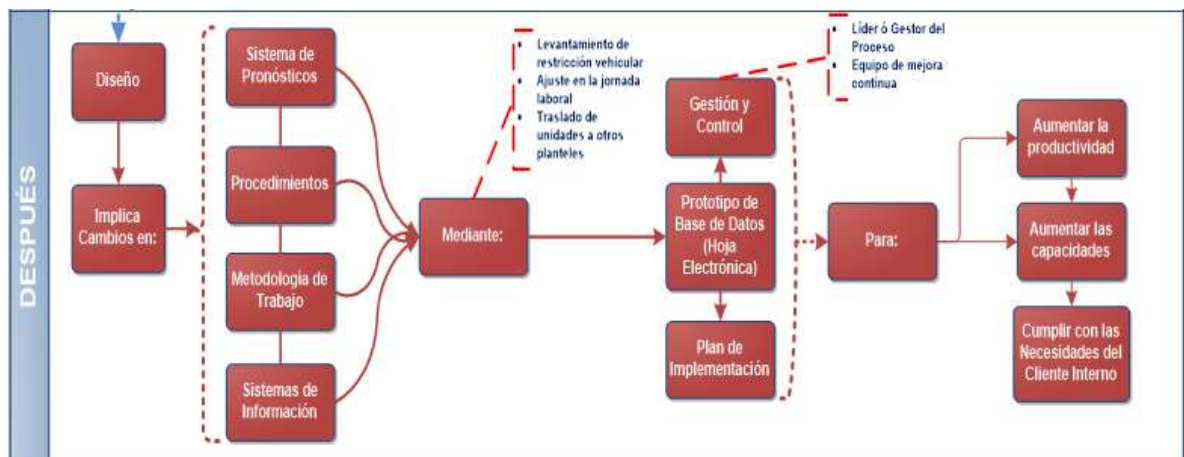 DESPUÉS
Diseño
Implica
Cambios en:
Sistema de
Pronósticos
Procedimientos
Metodología de
Trabajo
Sistemas de
Información
Mediante:
Levantamiento de
restricción vehicular
Ajuste en la jornada
laboral
Traslado de
unidades a otros
planteles
Gestión y
Control
Prototipo de
Base de Datos
(Hoja
Electrónica)
Plan de
Implementación
Líder ó Gestor del
Proceso
Equipo de mejora
continua
Para:
Aumentar la
productividad
Aumentar las
capacidades
Cumplir con las
Necesidades del
Cliente Interno